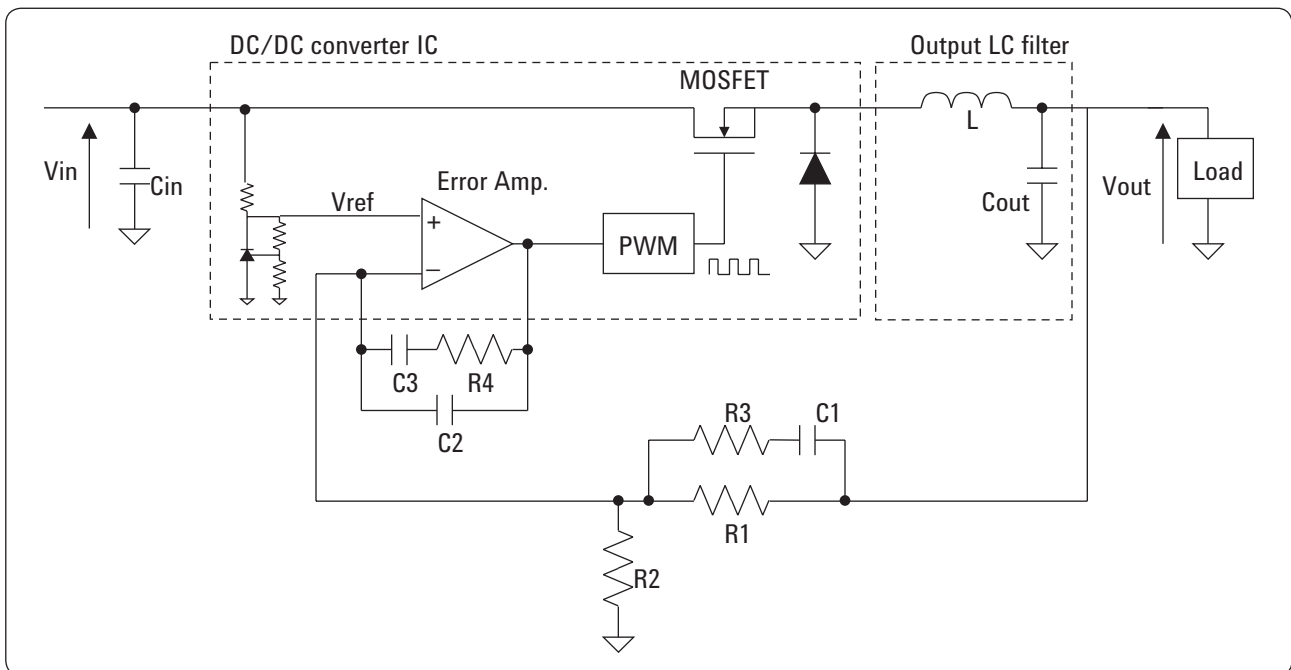 DC/DC converter IC
Output LC filter
MOSFET
L
Vin
Cin
Vref
Error Amp.
+
−
PWM
Cout
Vout
Load
C3
R4
C2
R3
C1
R1
R2